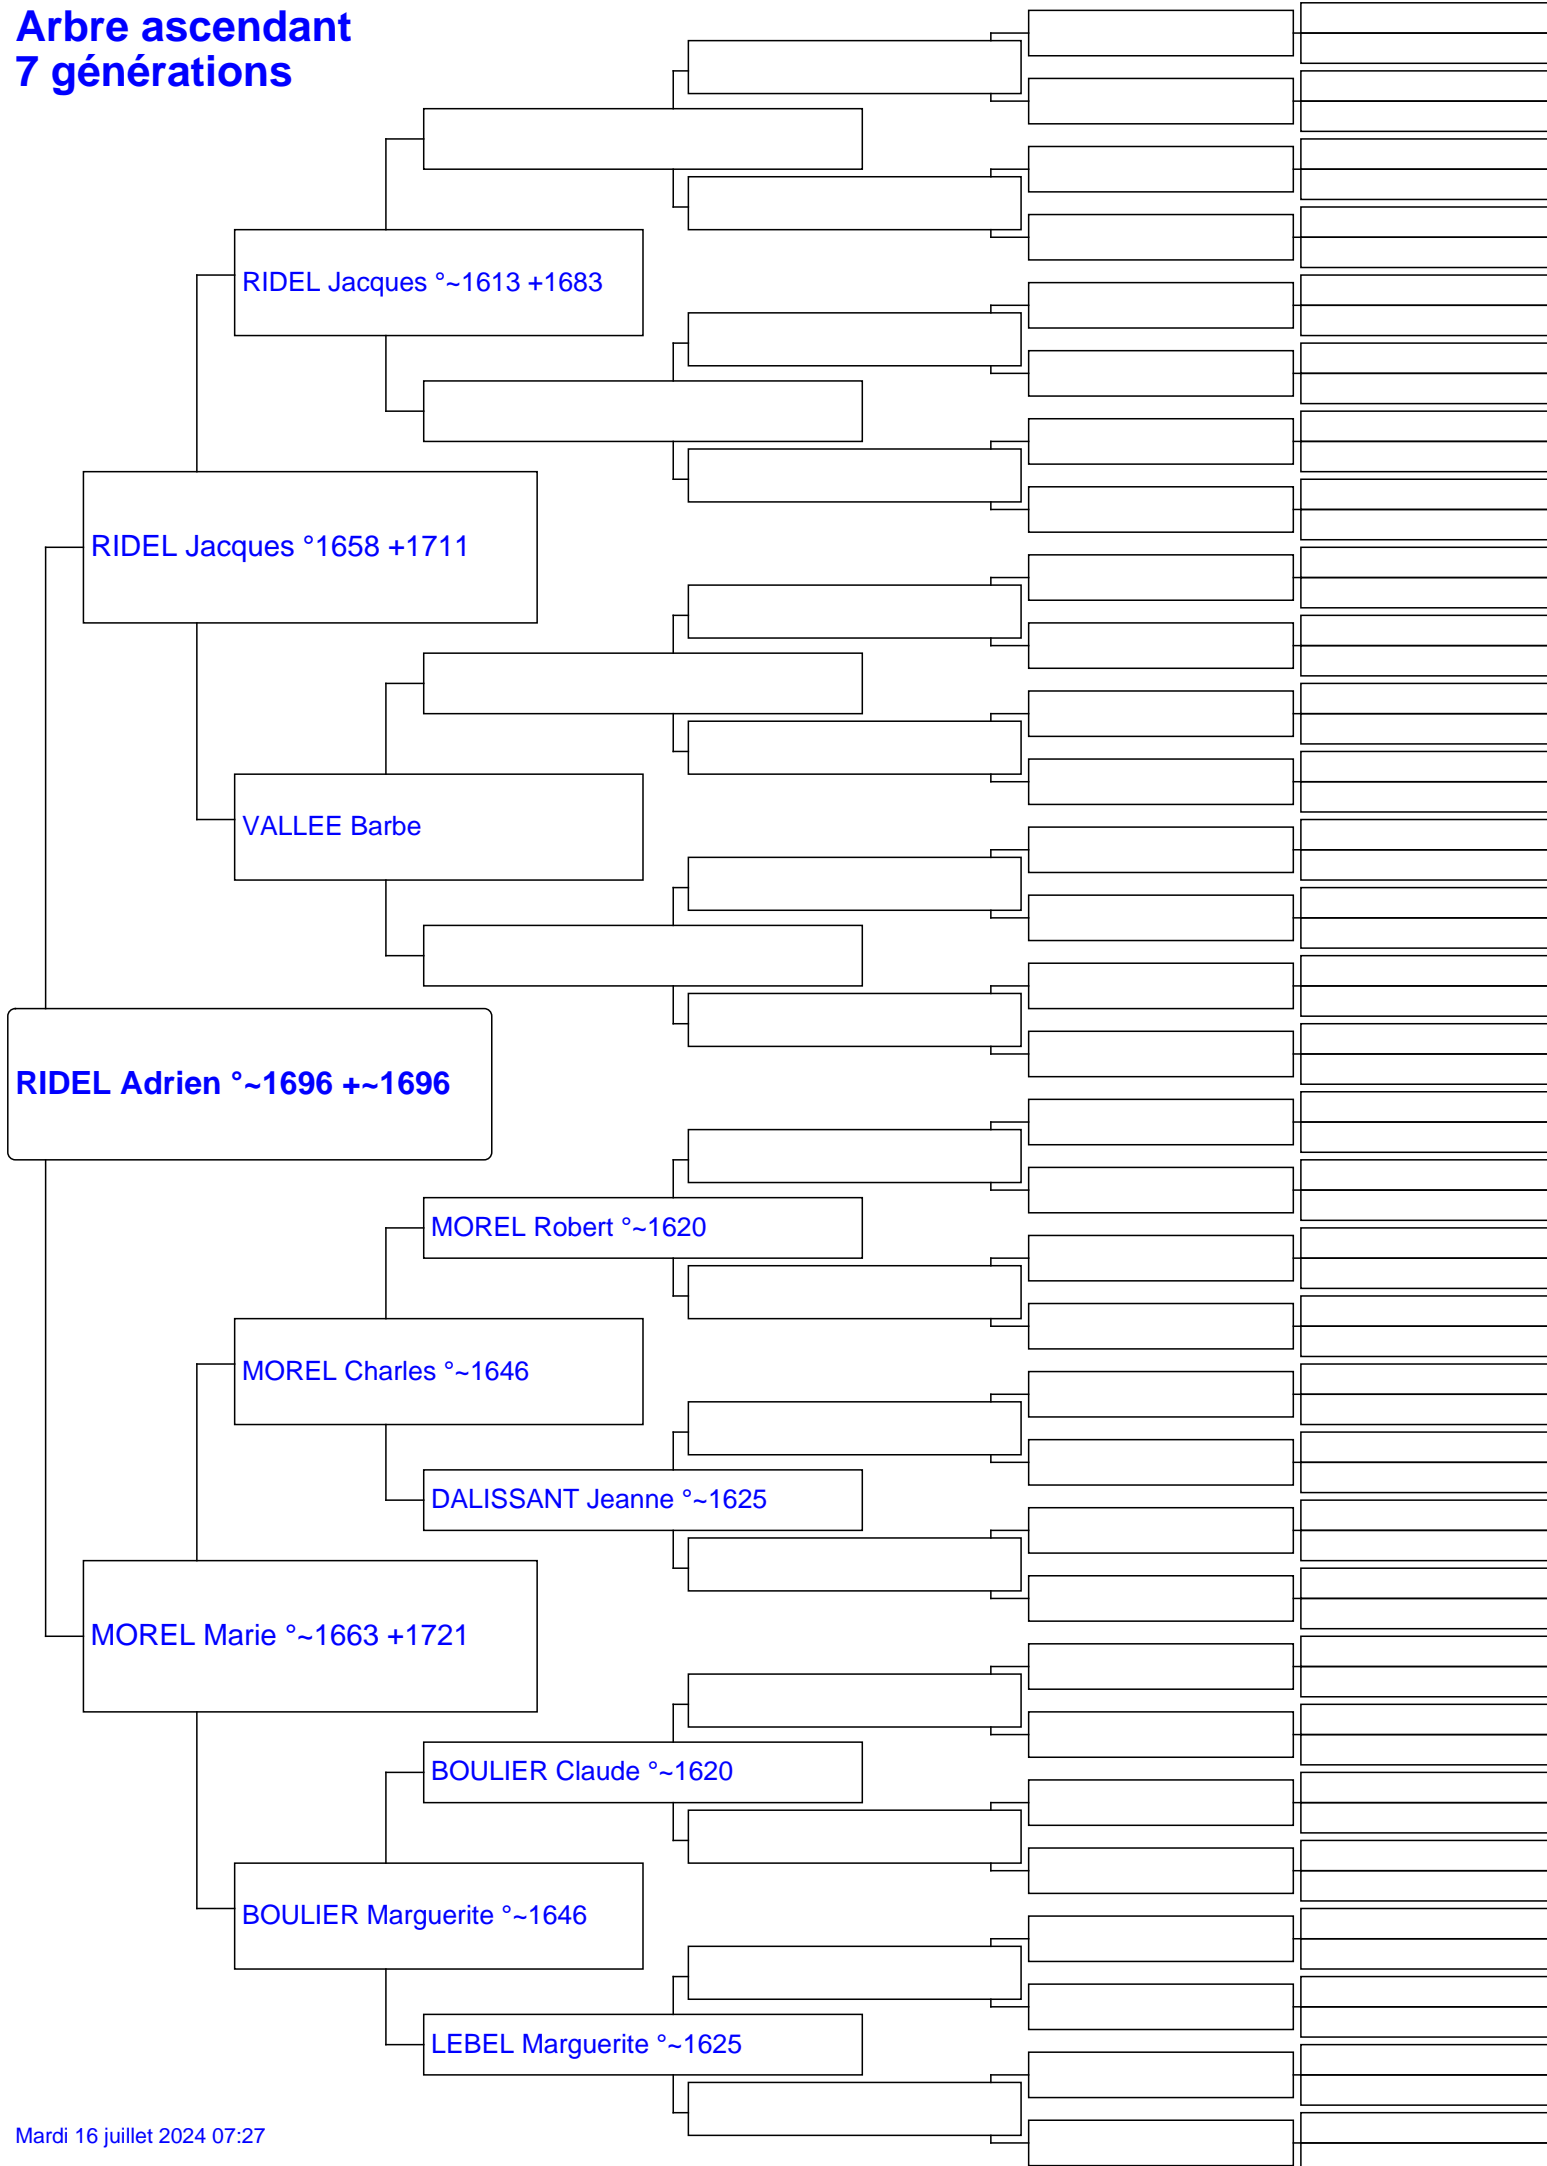 Arbre ascendant
7 générations
RIDEL Jacques °~1613 +1683
RIDEL Jacques °1658 +1711
VALLEE Barbe
RIDEL Adrien °~1696 +~1696
MOREL Robert °~1620
MOREL Charles °~1646
DALISSANT Jeanne °~1625
MOREL Marie °~1663 +1721
BOULIER Claude °~1620
BOULIER Marguerite °~1646
LEBEL Marguerite °~1625
Mardi 16 juillet 2024 07:27